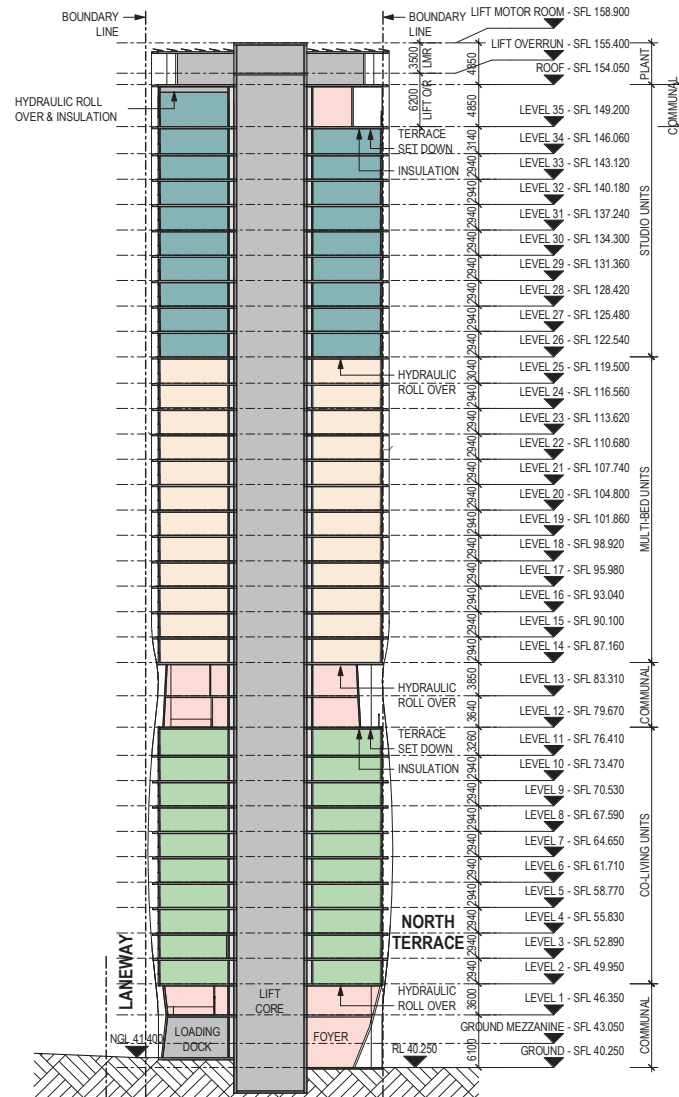 BOUNDARY
LINE
BOUNDARY
LINE
LIFT MOTOR ROOM - SFL 158.900
LIFT OVERRUN - SFL 155.400
ROOF - SFL 154.050
3500
LMR
4850
PLANT
6200
LIFT O/R
HYDRAULIC ROLL
OVER & INSULATION
4850
COMMUNAL
LEVEL 35 - SFL 149.200
TERRACE
SET DOWN
3140
LEVEL 34 - SFL 146.060
INSULATION
2940
LEVEL 33 - SFL 143.120
2940
LEVEL 32 - SFL 140.180
2940
LEVEL 31 - SFL 137.240
2940
LEVEL 30 - SFL 134.300
STUDIO UNITS
2940
LEVEL 29 - SFL 131.360
2940
LEVEL 28 - SFL 128.420
2940
LEVEL 27 - SFL 125.480
2940
LEVEL 26 - SFL 122.540
HYDRAULIC
ROLL OVER
3040
LEVEL 25 - SFL 119.500
2940
LEVEL 24 - SFL 116.560
2940
LEVEL 23 - SFL 113.620
2940
LEVEL 22 - SFL 110.680
2940
LEVEL 21 - SFL 107.740
2940
LEVEL 20 - SFL 104.800
MULTI-BED UNITS
2940
LEVEL 19 - SFL 101.860
2940
LEVEL 18 - SFL 98.920
2940
LEVEL 17 - SFL 95.980
2940
LEVEL 16 - SFL 93.040
2940
LEVEL 15 - SFL 90.100
2940
LEVEL 14 - SFL 87.160
HYDRAULIC
ROLL OVER
3850
LEVEL 13 - SFL 83.310
COMMUNAL
3640
LEVEL 12 - SFL 79.670
TERRACE
SET DOWN
3260
LEVEL 11 - SFL 76.410
INSULATION
2940
LEVEL 10 - SFL 73.470
2940
LEVEL 9 - SFL 70.530
2940
LEVEL 8 - SFL 67.590
2940
LEVEL 7 - SFL 64.650
2940
LEVEL 6 - SFL 61.710
CO-LIVING UNITS
2940
LEVEL 5 - SFL 58.770
2940
LEVEL 4 - SFL 55.830
NORTH
TERRACE
2940
LEVEL 3 - SFL 52.890
2940
LEVEL 2 - SFL 49.950
LANEWAY
LIFT
CORE
HYDRAULIC
ROLL OVER
3600
LEVEL 1 - SFL 46.350
COMMUNAL
GROUND MEZZANINE - SFL 43.050
NGL 41.400
LOADING
DOCK
FOYER
RL 40.250
6100
GROUND - SFL 40.250